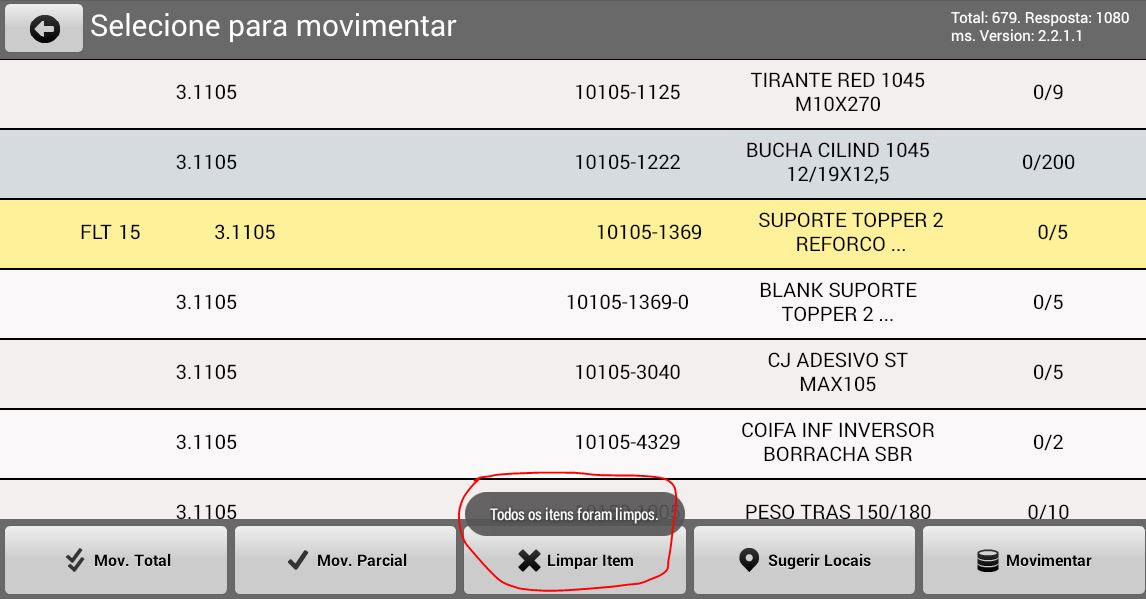 Selecione para movimentar
Total: 679. Resposta: 1080
ms. Version: 2.2.1.1
3.1105 10105-1125 TIRANTE RED 1045 M10X270 0/9
3.1105 10105-1222 BUCHA CILIND 1045 12/19X12,5 0/200
FLT 15 3.1105 10105-1369 SUPORTE TOPPER 2 REFORCO ... 0/5
3.1105 10105-1369-0 BLANK SUPORTE TOPPER 2 ... 0/5
3.1105 10105-3040 CJ ADESIVO ST MAX105 0/5
3.1105 10105-4329 COIFA INF INVERSOR BORRACHA SBR 0/2
3.1105 PESO TRAS 150/180 0/10
Todos os itens foram limpos.
Mov. Total Mov. Parcial Limpar Item Sugerir Locais Movimentar